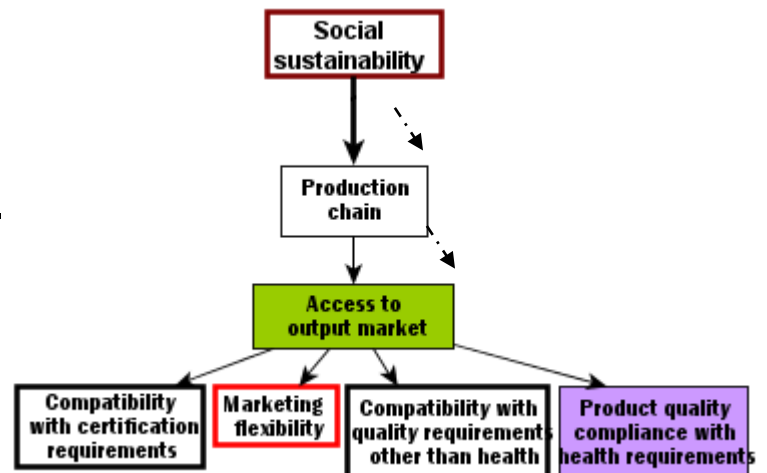 Social
sustainability
Production
chain
Access to
output market
Compatibility
with certification
requirements
Marketing
flexibility
Compatibility with
quality requirements
other than health
Product quality
compliance with
health requirements